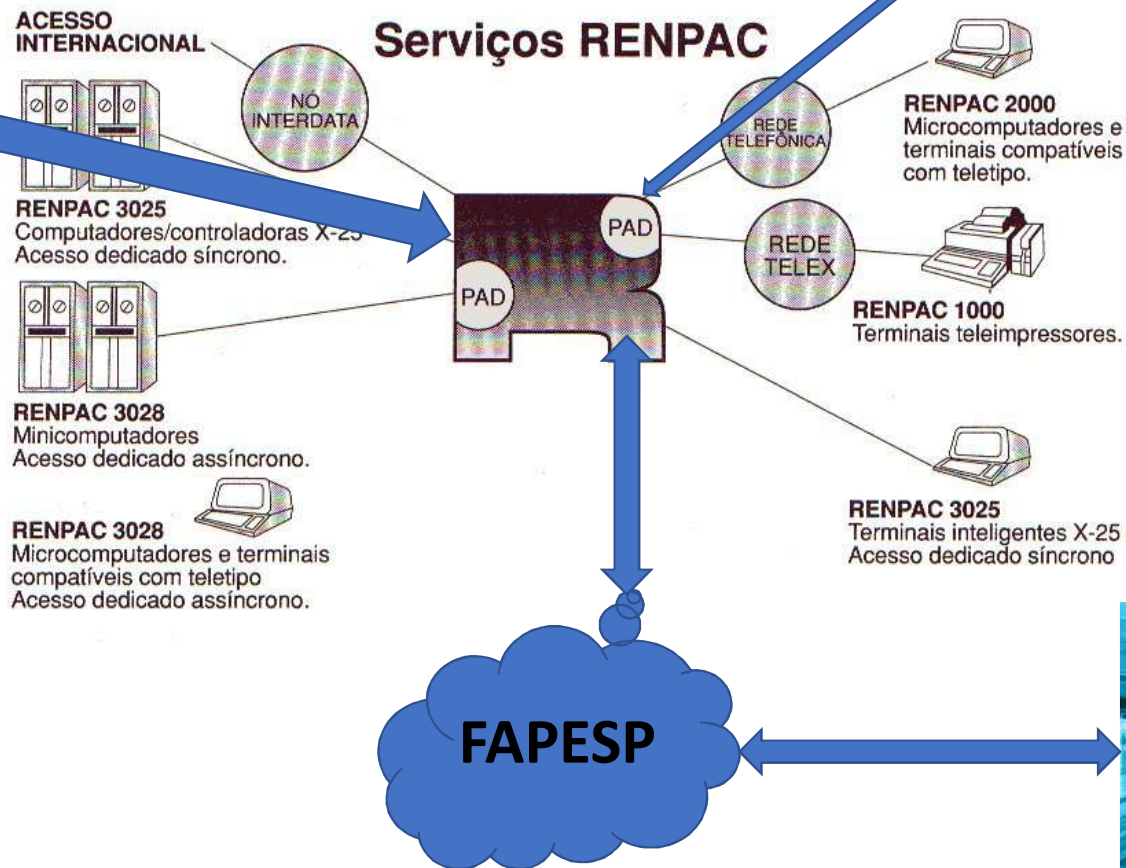 ACESSO
INTERNACIONAL
Serviços RENPAC
NÓ
INTERDATA
REDE
TELEFÔNICA
RENPAC 2000
Microcomputadores e
terminais compatíveis
com teletipo.
RENPAC 3025
Computadores/controladoras X-25
Acesso dedicado síncrono.
PAD
PAD
REDE
TELEX
RENPAC 1000
Terminais teleimpressores.
RENPAC 3028
Minicomputadores
Acesso dedicado assíncrono.
RENPAC 3028
Microcomputadores e terminais
compatíveis com teletipo
Acesso dedicado assíncrono.
RENPAC 3025
Terminais inteligentes X-25
Acesso dedicado síncrono
FAPESP